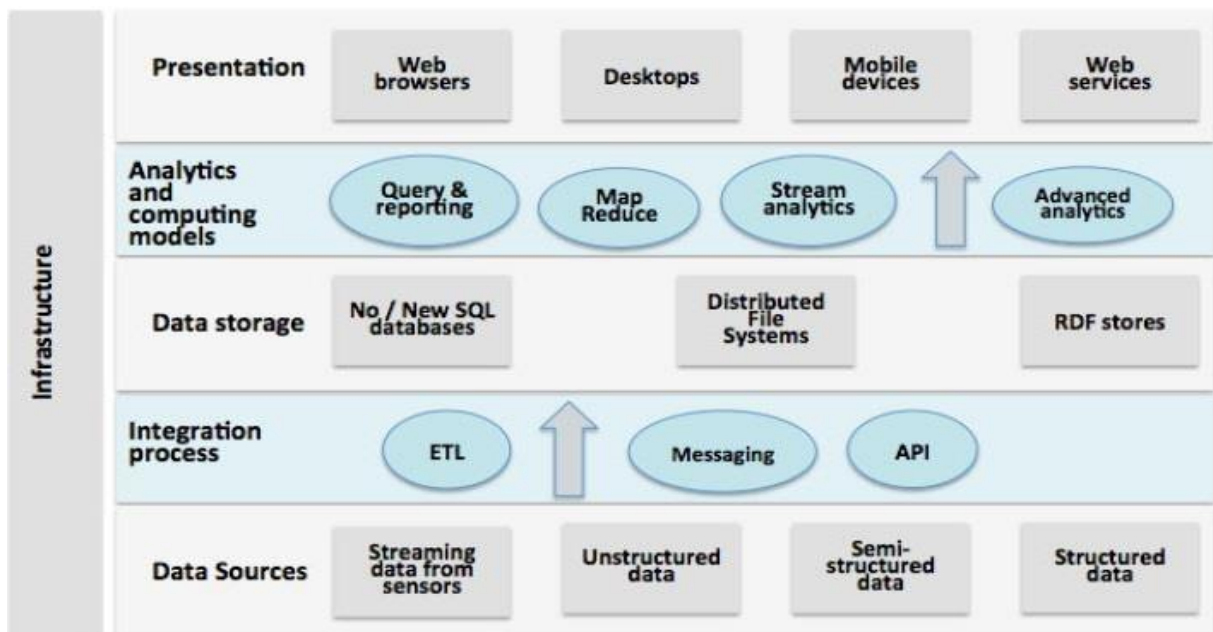 Infrastructure
Presentation
Web
browsers
Desktops
Mobile
devices
Web
services
Analytics
and
computing
models
Query &
reporting
Map
Reduce
Stream
analytics
Advanced
analytics
Data storage
No / New SQL
databases
Distributed
File
Systems
RDF stores
Integration
process
ETL
Messaging
API
Data Sources
Streaming
data from
sensors
Unstructured
data
Semi-
structured
data
Structured
data